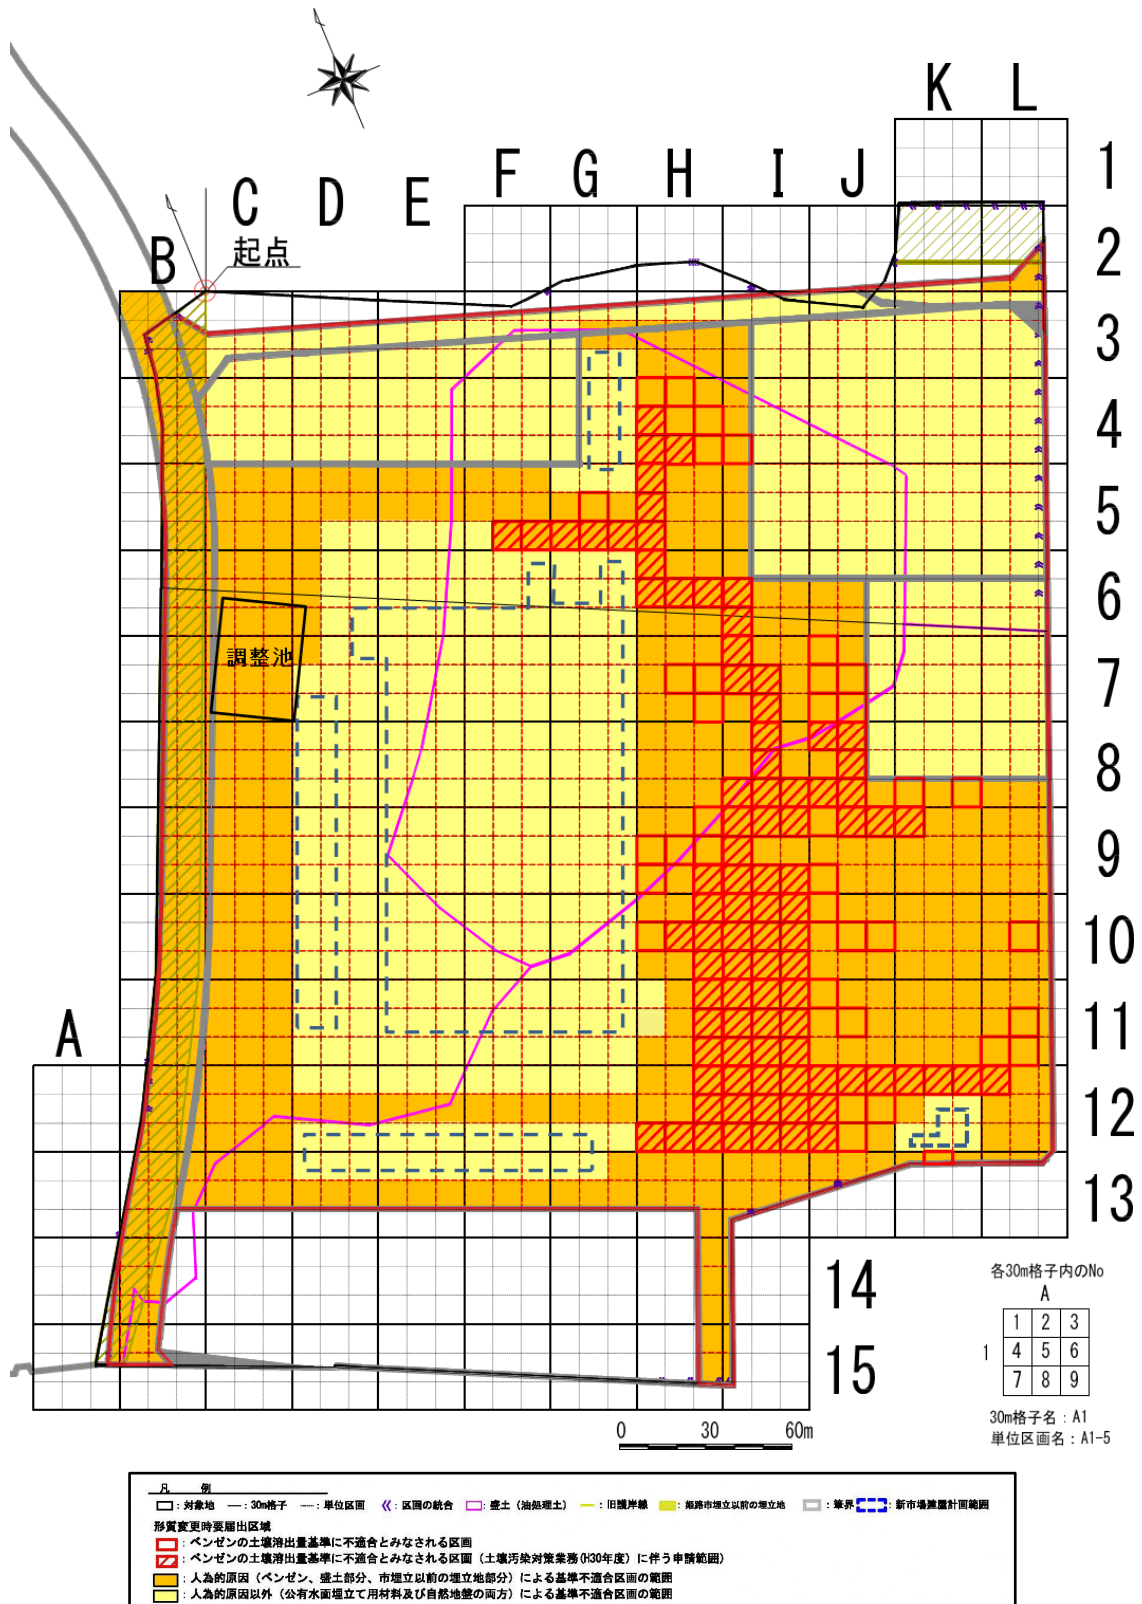 K L
F G H I J
C D E
B
起点
1
2
3
4
5
6
調整池
7
8
9
10
11
A
12
13
14
15
各30m格子内のNo
A
1 2 3
1 4 5 6
7 8 9
30m格子名：A1
単位区画名：A1-5
0 30 60m
凡 例
：対象地 ：30m格子 ：単位区画 ：区画の統合 ：盛土（油処理土） ：旧護岸線 ：姫路市埋立以前の埋立地 ：筆界 ：新市場建屋計画範囲
形質変更時要届出区域
：ベンゼンの土壌溶出量基準に不適合とみなされる区画
：ベンゼンの土壌溶出量基準に不適合とみなされる区画（土壌汚染対策業務(H30年度）に伴う申請範囲）
：人為的原因（ベンゼン、盛土部分、市埋立以前の埋立地部分）による基準不適合区画の範囲
：人為的原因以外（公有水面埋立て用材料及び自然地盤の両方）による基準不適合区画の範囲